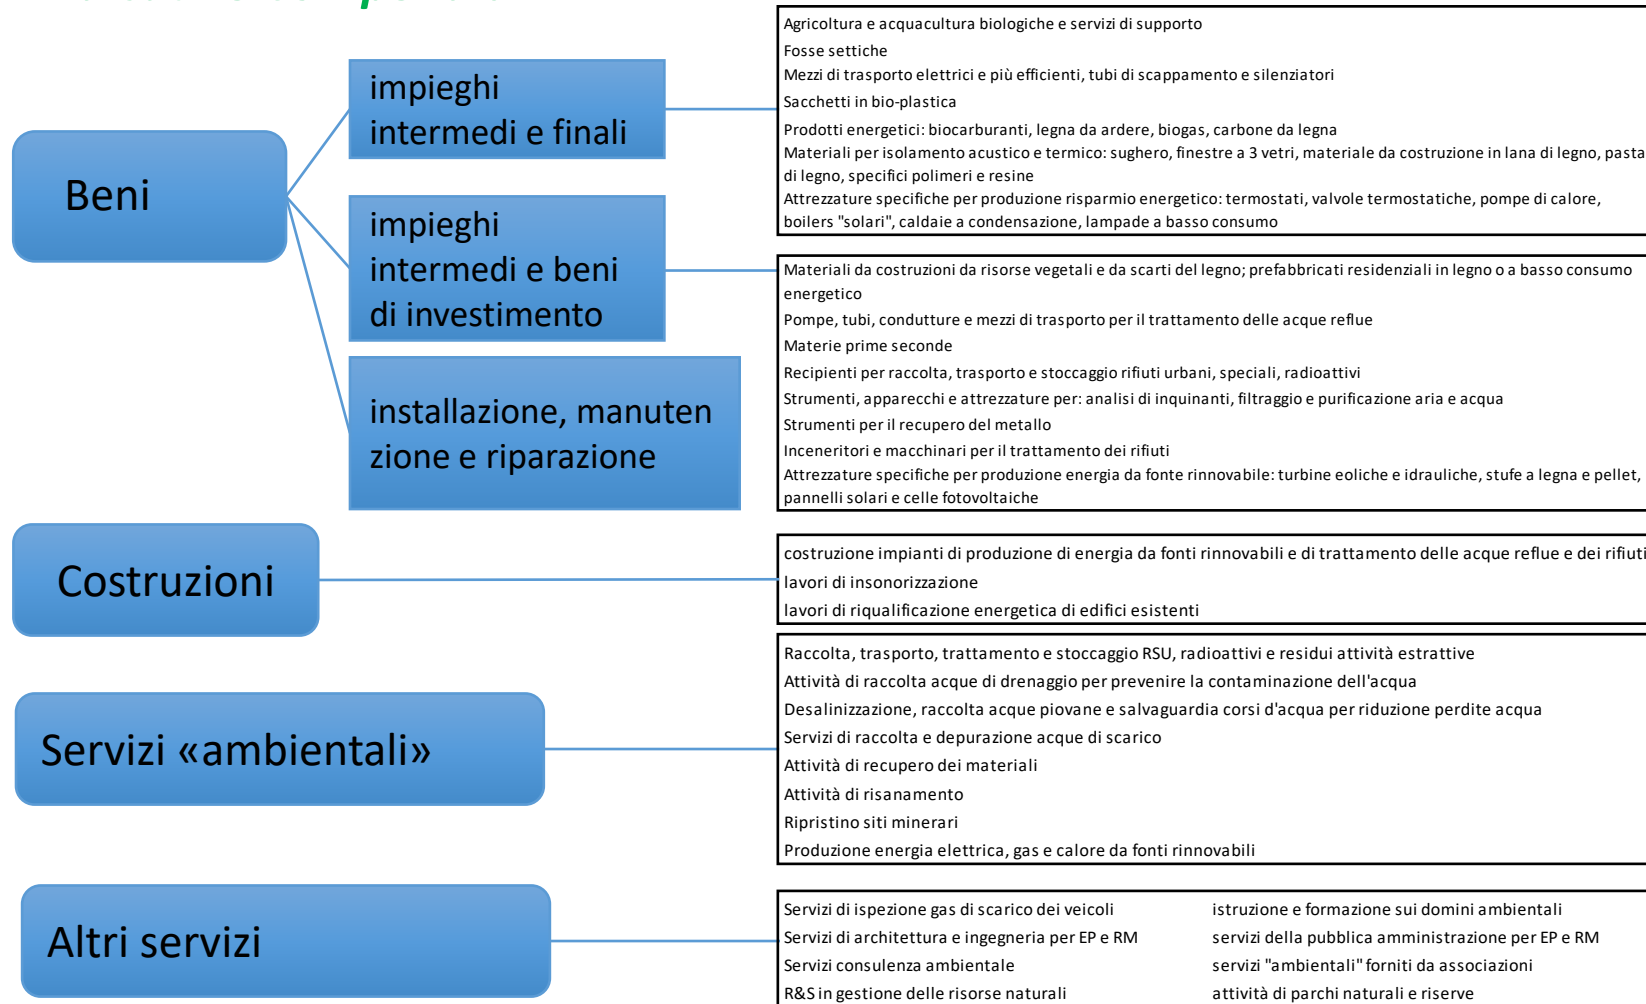 Beni
impieghi
intermedi e finali
Agricoltura e acquacultura biologiche e servizi di supporto
Fosse settiche
Mezzi di trasporto elettrici e più efficienti, tubi di scappamento e silenziatori
Sacchetti in bio-plastica
Prodotti energetici: biocarburanti, legna da ardere, biogas, carbone da legna
Materiali per isolamento acustico e termico: sughero, finestre a 3 vetri, materiale da costruzione in lana di legno, pasta
di legno, specifici polimeri e resine
Attrezzature specifiche per produzione risparmio energetico: termostati, valvole termostatiche, pompe di calore,
boilers "solari", caldaie a condensazione, lampade a basso consumo
impieghi
intermedi e beni
di investimento
Materiali da costruzioni da risorse vegetali e da scarti del legno; prefabbricati residenziali in legno o a basso consumo
energetico
Pompe, tubi, condutture e mezzi di trasporto per il trattamento delle acque reflue
Materie prime seconde
Recipienti per raccolta, trasporto e stoccaggio rifiuti urbani, speciali, radioattivi
Strumenti, apparecchi e attrezzature per: analisi di inquinanti, filtraggio e purificazione aria e acqua
Strumenti per il recupero del metallo
Inceneritori e macchinari per il trattamento dei rifiuti
Attrezzature specifiche per produzione energia da fonte rinnovabile: turbine eoliche e idrauliche, stufe a legna e pellet,
pannelli solari e celle fotovoltaiche
installazione, manuten
zione e riparazione
Costruzioni
costruzione impianti di produzione di energia da fonti rinnovabili e di trattamento delle acque reflue e dei rifiuti
lavori di insonorizzazione
lavori di riqualificazione energetica di edifici esistenti
Servizi «ambientali»
Raccolta, trasporto, trattamento e stoccaggio RSU, radioattivi e residui attività estrattive
Attività di raccolta acque di drenaggio per prevenire la contaminazione dell'acqua
Desalinizzazione, raccolta acque piovane e salvaguardia corsi d'acqua per riduzione perdite acqua
Servizi di raccolta e depurazione acque di scarico
Attività di recupero dei materiali
Attività di risanamento
Ripristino siti minerari
Produzione energia elettrica, gas e calore da fonti rinnovabili
Altri servizi
Servizi di ispezione gas di scarico dei veicoli
Servizi di architettura e ingegneria per EP e RM
Servizi consulenza ambientale
R&S in gestione delle risorse naturali
istruzione e formazione sui domini ambientali
servizi della pubblica amministrazione per EP e RM
servizi "ambientali" forniti da associazioni
attività di parchi naturali e riserve